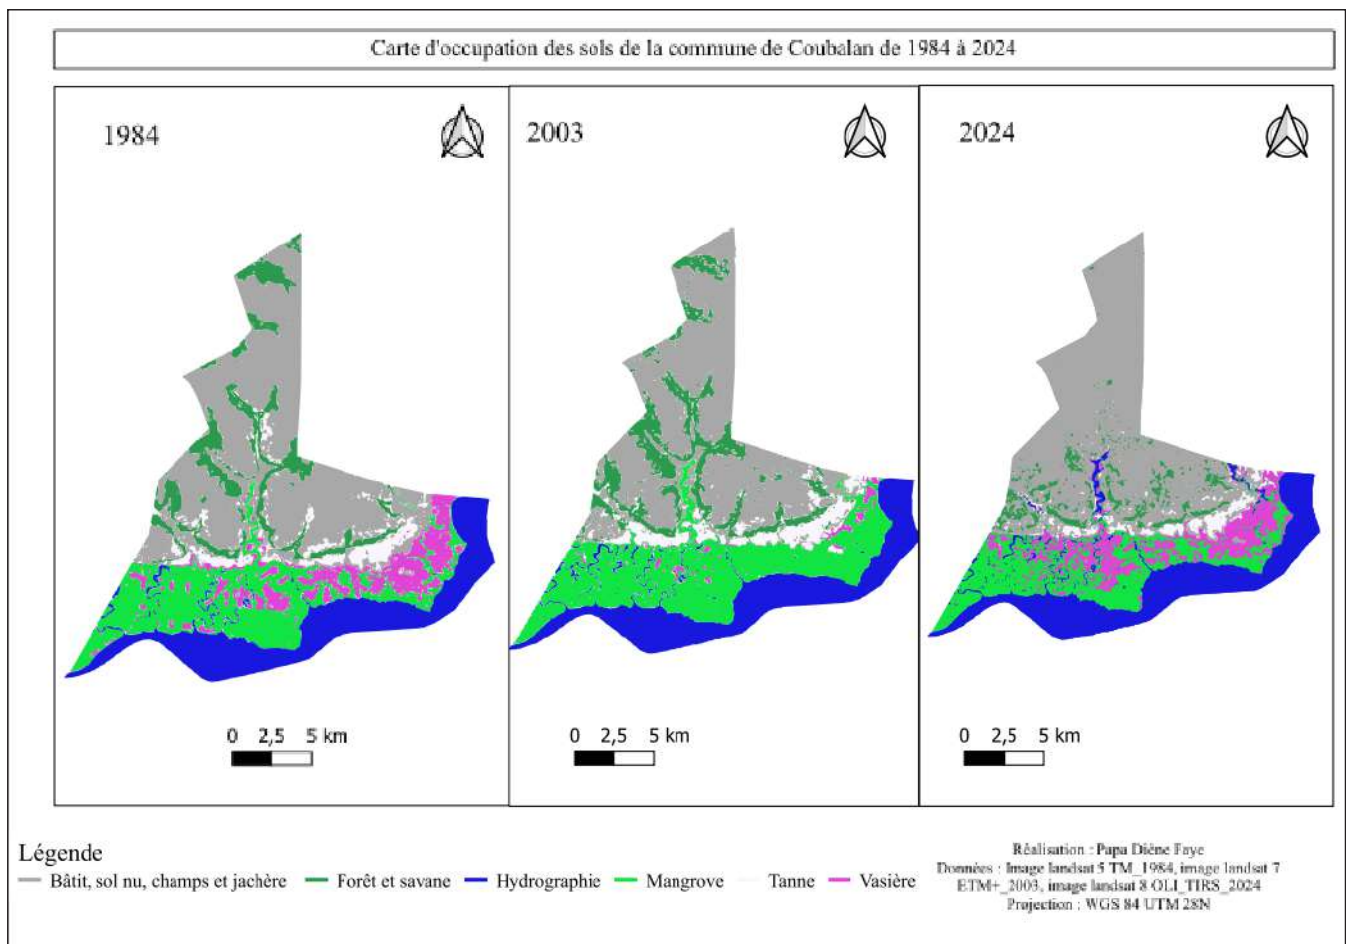 Carte d'occupation des sols de la commune de Coubalan de 1984 à 2024
1984
2003
2024
0 2,5 5 km
0 2,5 5 km
0 2,5 5 km
Légende
Bâtit, sol nu, champs et jachère
Forêt et savane
Hydrographie
Mangrove
Tanne
Vasière
Réalisation : Papa Diène Faye
Données : Image landsat 5 TM_1984, image landsat 7
ETM+_2003, image landsat 8 OLI_TIRS_2024
Projection : WGS 84 UTM 28N